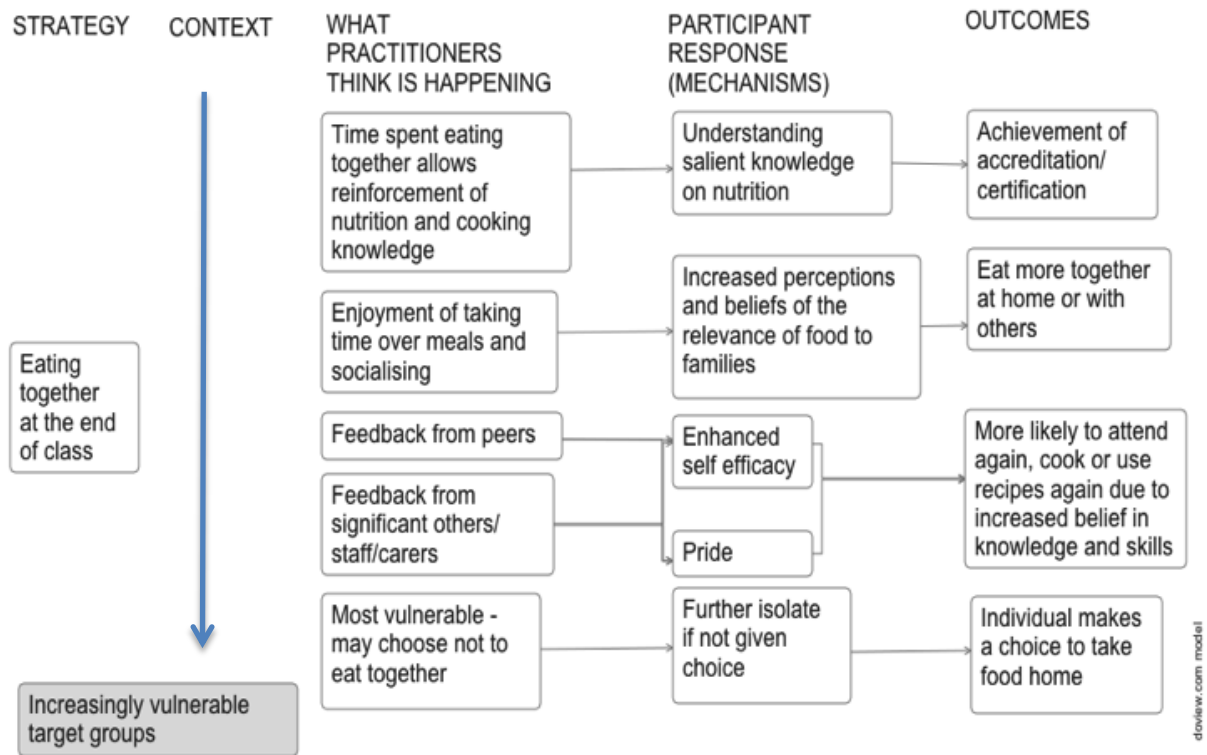 STRATEGY
CONTEXT
WHAT
PRACTITIONERS
THINK IS HAPPENING
PARTICIPANT
RESPONSE
(MECHANISMS)
OUTCOMES
Time spent eating
together allows
reinforcement of
nutrition and cooking
knowledge
Understanding
salient knowledge
on nutrition
Achievement of
accreditation/
certification
Enjoyment of taking
time over meals and
socialising
Increased perceptions
and beliefs of the
relevance of food to
families
Eat more together
at home or with
others
Eating
together
at the end
of class
Feedback from peers
Feedback from
significant others/
staff/carers
Enhanced
self efficacy
Pride
More likely to attend
again, cook or use
recipes again due to
increased belief in
knowledge and skills
Most vulnerable -
may choose not to
eat together
Further isolate
if not given
choice
Individual makes
a choice to take
food home
Increasingly vulnerable
target groups
doview.com model